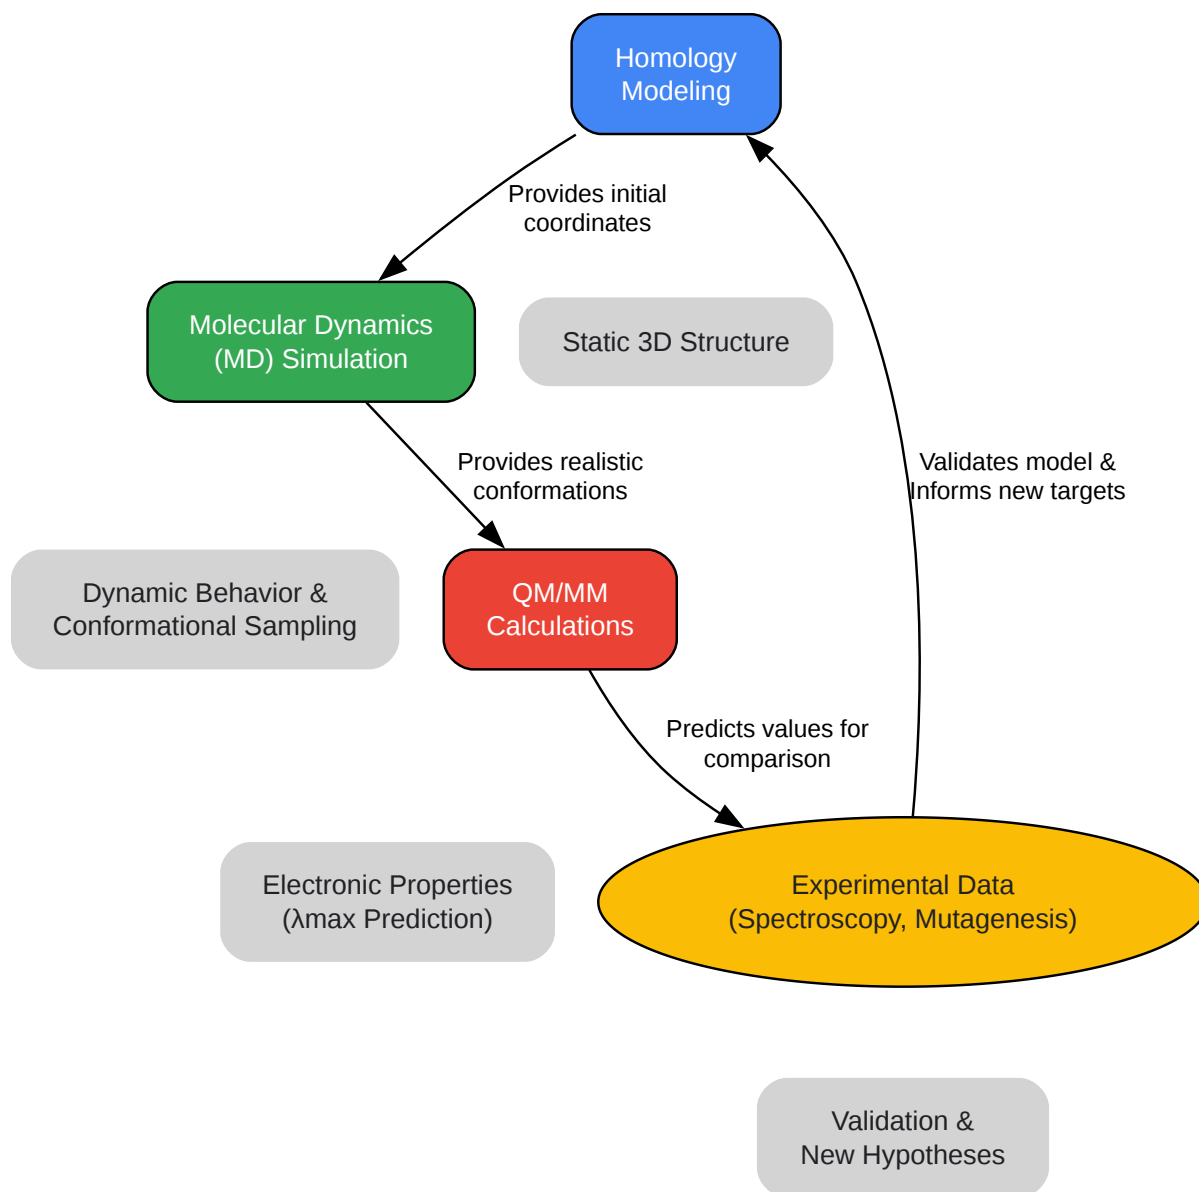 Homology
Modeling
Provides initial
coordinates
Molecular Dynamics
(MD) Simulation
Static 3D Structure
Provides realistic
conformations
Validates model &
Informs new targets
Dynamic Behavior &
Conformational Sampling
QM/MM
Calculations
Predicts values for
comparison
Electronic Properties
(λmax Prediction)
Experimental Data
(Spectroscopy, Mutagenesis)
Validation &
New Hypotheses